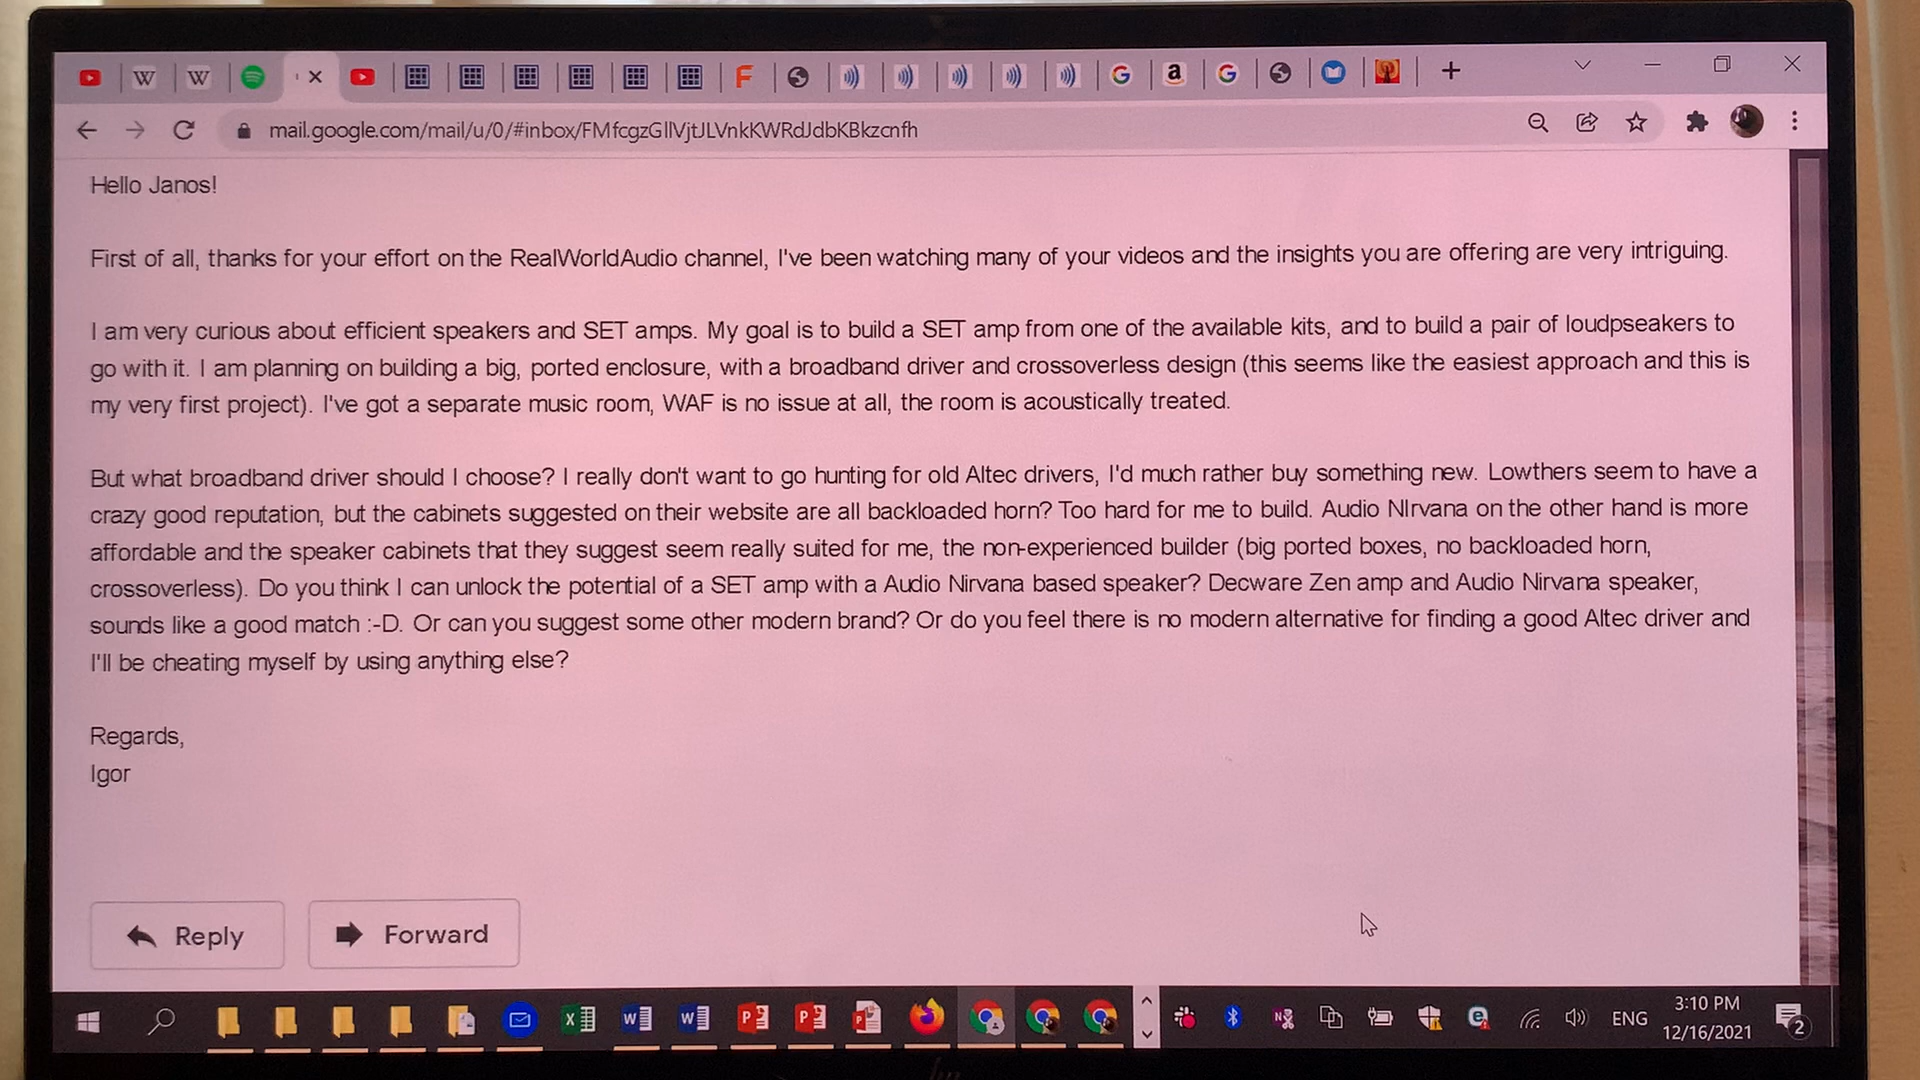 mail.google.com/mail/u/0/#inbox/FMfcgzGllVjtJLVnkKWRdJdbKBkzcnfh
Hello Janos!
First of all, thanks for your effort on the RealWorldAudio channel, I've been watching many of your videos and the insights you are offering are very intriguing.
I am very curious about efficient speakers and SET amps. My goal is to build a SET amp from one of the available kits, and to build a pair of loudpseakers to
go with it. I am planning on building a big, ported enclosure, with a broadband driver and crossoverless design (this seems like the easiest approach and this is
my very first project). I've got a separate music room, WAF is no issue at all, the room is acoustically treated.
But what broadband driver should I choose? I really don't want to go hunting for old Altec drivers, I'd much rather buy something new. Lowthers seem to have a
crazy good reputation, but the cabinets suggested on their website are all backloaded horn? Too hard for me to build. Audio NIrvana on the other hand is more
affordable and the speaker cabinets that they suggest seem really suited for me, the non-experienced builder (big ported boxes, no backloaded horn,
crossoverless). Do you think I can unlock the potential of a SET amp with a Audio Nirvana based speaker? Decware Zen amp and Audio Nirvana speaker,
sounds like a good match :-D. Or can you suggest some other modern brand? Or do you feel there is no modern alternative for finding a good Altec driver and
I'll be cheating myself by using anything else?
Regards,
Igor
Reply
Forward
ENG
3:10 PM
12/16/2021
2